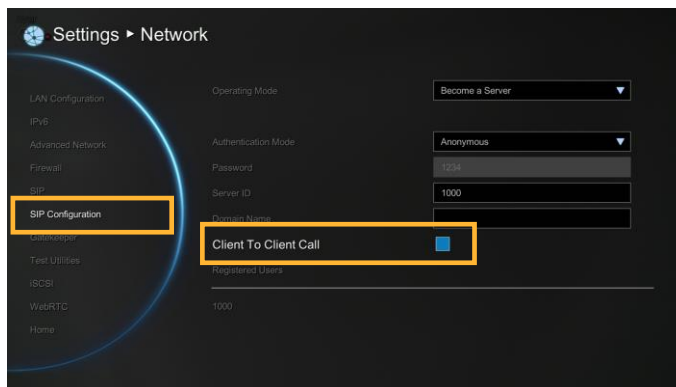 Settings ► Network
LAN Configuration
IPv6
Advanced Network
Firewall
SIP
SIP Configuration
Gatekeeper
Test Utilities
iSCSI
WebRTC
Home
Operating Mode
Become a Server
Authentication Mode
Anonymous
Password
1234
Server ID
1000
Domain Name
Client To Client Call
Registered Users
1000